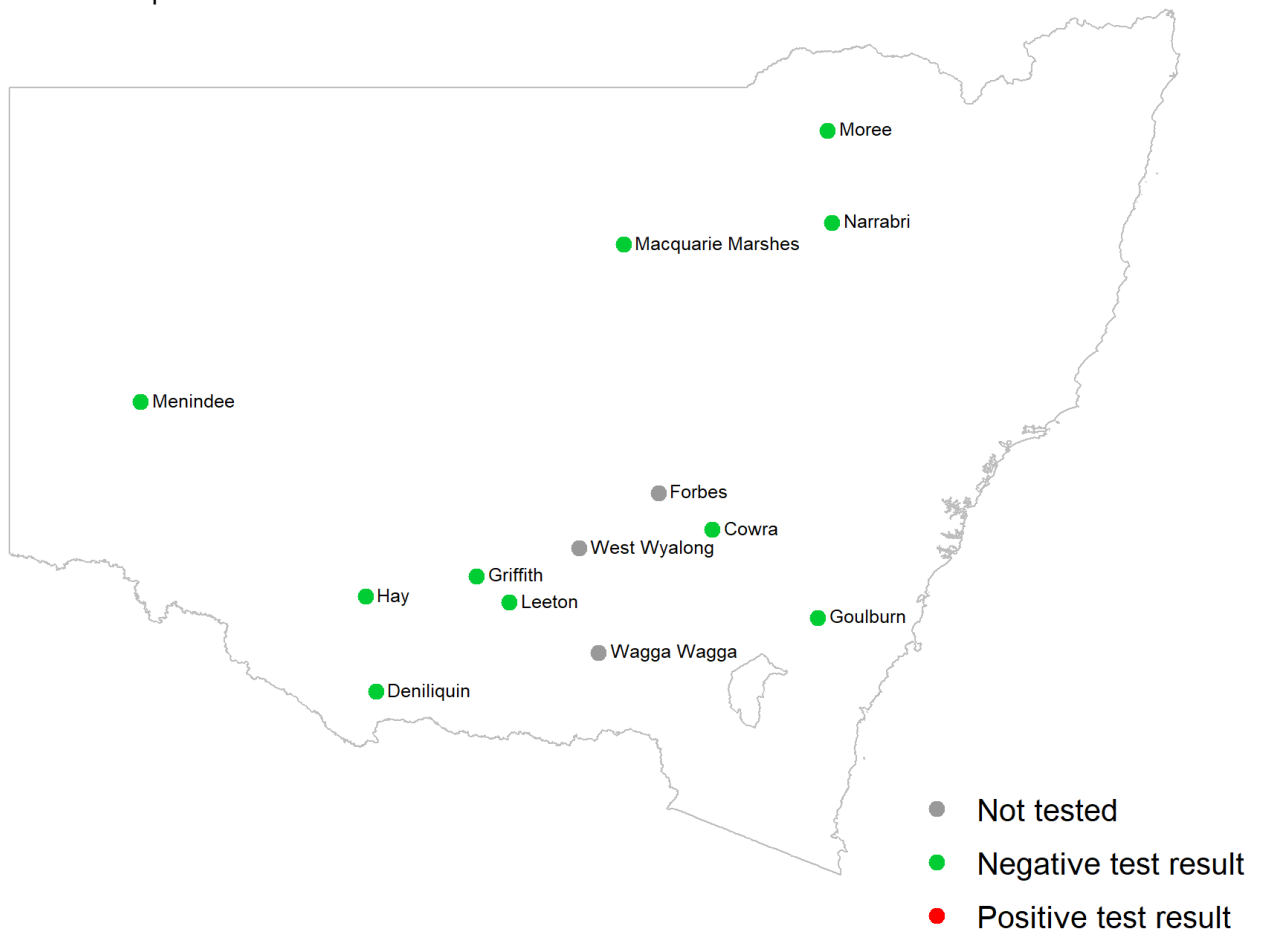 Moree
Narrabri
Macquarie Marshes
Menindee
Forbes
Cowra
West Wyalong
Griffith
Hay
Leeton
Goulburn
Wagga Wagga
Deniliquin
Not tested
Negative test result
Positive test result